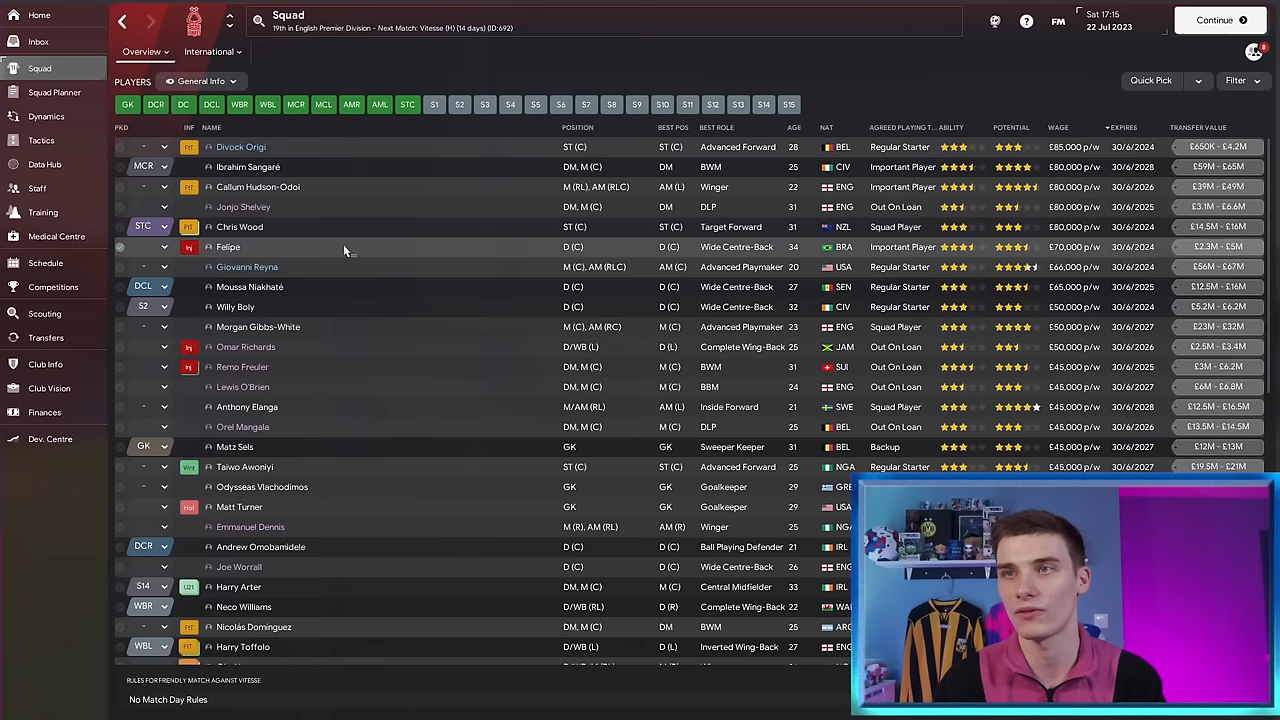 Home
Inbox
Squad
Squad Planner
Dynamics
Tactics
Data Hub
Staff
Training
Medical Centre
Schedule
Competitions
Scouting
Transfers
Club Info
Club Vision
Finances
Dev. Centre
Squad
19th in English Premier Division - Next Match: Vitesse (H) (14 days) (ID:692)
? FM
Sat 17:15
22 Jul 2023
Continue
Overview International
8
PLAYERS General Info Quick Pick Filter
GK DCR DC DCL WBR WBL MCR MCL AMR AML STC S1 S2 S3 S4 S5 S6 S7 S8 S9 S10 S11 S12 S13 S14 S15
PKD INF NAME POSITION BEST POS BEST ROLE AGE NAT AGREED PLAYING T... ABILITY POTENTIAL WAGE EXPIRES TRANSFER VALUE
- FtT Divock Origi ST (C) ST (C) Advanced Forward 28 BEL Regular Starter £85,000 p/w 30/6/2024 £650K - £4.2M
MCR Ibrahim Sangaré DM, M (C) DM BWM 25 CIV Important Player £80,000 p/w 30/6/2028 £59M - £65M
- FtT Callum Hudson-Odoi M (RL), AM (RLC) AM (L) Winger 22 ENG Important Player £80,000 p/w 30/6/2026 £39M - £49M
- Jonjo Shelvey DM, M (C) DM DLP 31 ENG Out On Loan £80,000 p/w 30/6/2025 £3.1M - £6.6M
STC FtT Chris Wood ST (C) ST (C) Target Forward 31 NZL Squad Player £80,000 p/w 30/6/2024 £14.5M - £16M
Inj Felipe D (C) D (C) Wide Centre-Back 34 BRA Important Player £70,000 p/w 30/6/2024 £2.3M - £5M
- Giovanni Reyna M (C), AM (RLC) AM (C) Advanced Playmaker 20 USA Regular Starter £66,000 p/w 30/6/2024 £56M - £67M
DCL Moussa Niakhaté D (C) D (C) Wide Centre-Back 27 SEN Regular Starter £65,000 p/w 30/6/2025 £12.5M - £16M
S2 Willy Boly D (C) D (C) Wide Centre-Back 32 CIV Regular Starter £50,000 p/w 30/6/2024 £5.2M - £6.2M
- Morgan Gibbs-White M (C), AM (RC) M (C) Advanced Playmaker 23 ENG Squad Player £50,000 p/w 30/6/2027 £23M - £32M
Inj Omar Richards D/WB (L) D (L) Complete Wing-Back 25 JAM Out On Loan £50,000 p/w 30/6/2026 £2.5M - £3.4M
Inj Remo Freuler DM, M (C) DM BWM 31 SUI Out On Loan £45,000 p/w 30/6/2025 £3M - £6.2M
Lewis O'Brien DM, M (C) DM BBM 24 ENG Out On Loan £45,000 p/w 30/6/2027 £6M - £6.8M
- Anthony Elanga M/AM (RL) AM (L) Inside Forward 21 SWE Squad Player £45,000 p/w 30/6/2028 £12.5M - £16.5M
Orel Mangala DM, M (C) DM DLP 25 BEL Out On Loan £45,000 p/w 30/6/2026 £13.5M - £14.5M
GK Matz Sels GK GK Sweeper Keeper 31 BEL Backup £45,000 p/w 30/6/2027 £12M - £13M
- Wnt Taiwo Awoniyi ST (C) ST (C) Advanced Forward 25 NGA Regular Starter £45,000 p/w 30/6/2027 £19.5M - £21M
- Odysseas Vlachodimos GK GK Goalkeeper 29 GRE
Hol Matt Turner GK GK Goalkeeper 29 USA
Emmanuel Dennis M (R), AM (RL) AM (R) Winger 25 NGA
DCR Andrew Omobamidele D (C) D (C) Ball Playing Defender 21 IRL
Joe Worrall D (C) D (C) Wide Centre-Back 26 ENG
S14 U21 Harry Arter DM, M (C) M (C) Central Midfielder 33 IRL
WBR Neco Williams D/WB (RL) D (R) Complete Wing-Back 22 WAL
- FtT Nicolás Domínguez DM, M (C) DM BWM 25 ARG
WBL FtT Harry Toffolo D/WB (L) D (L) Inverted Wing-Back 27 ENG
RULES FOR FRIENDLY MATCH AGAINST VITESSE
No Match Day Rules